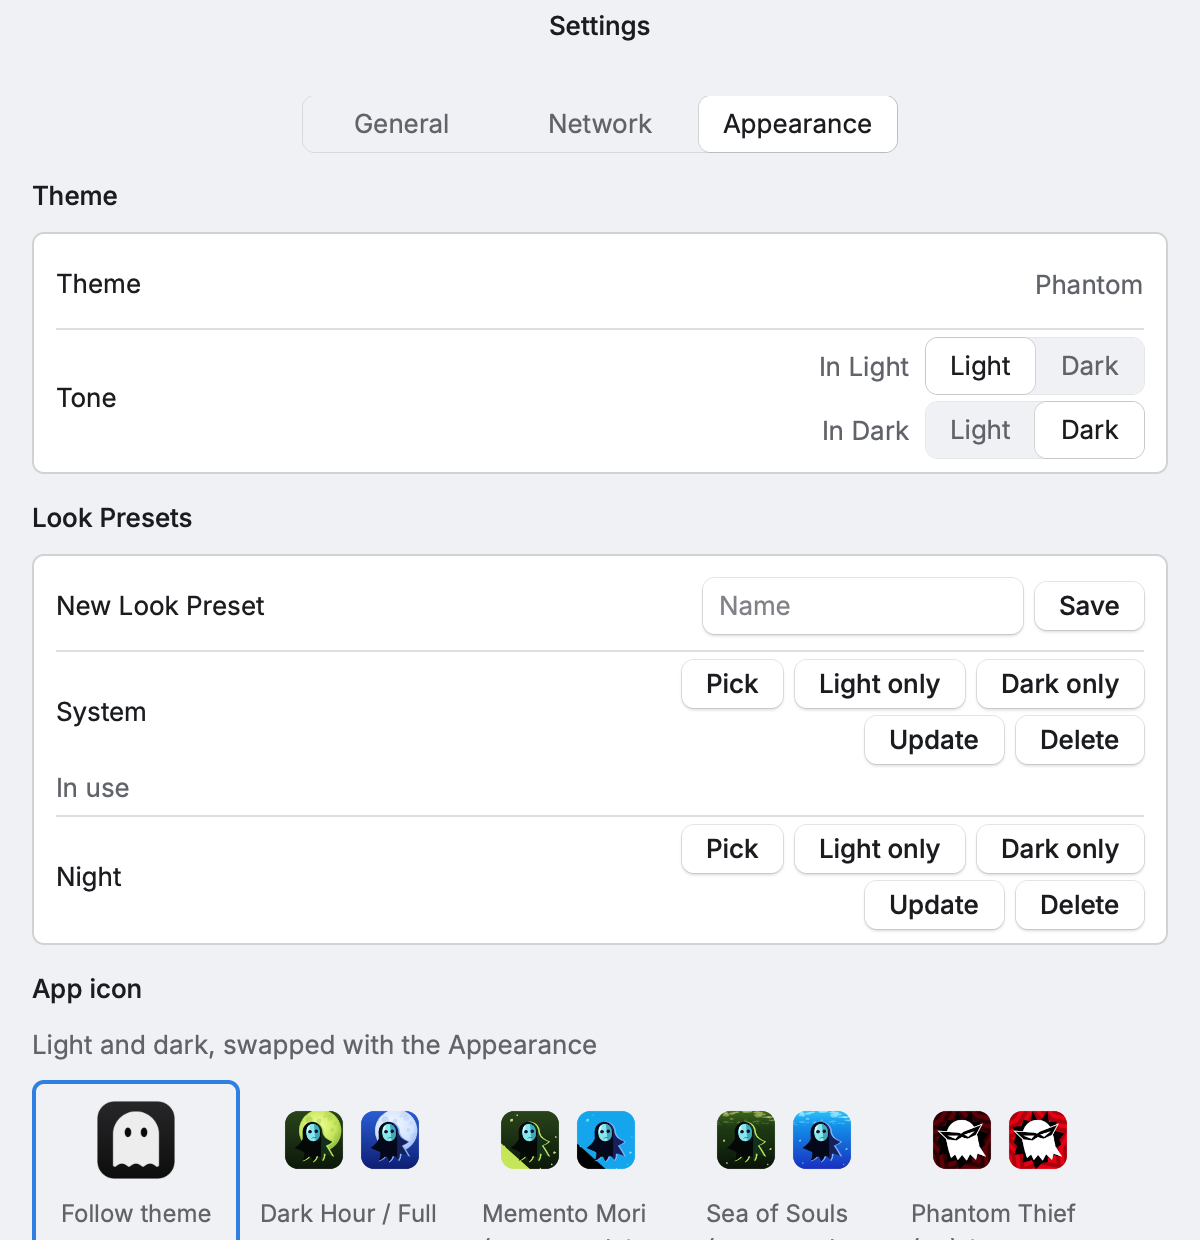 Settings
General Network Appearance
Theme
Theme Phantom
Tone
In Light Light Dark
In Dark Light Dark
Look Presets
New Look Preset Name Save
System
Pick Light only Dark only
Update Delete
In use
Night
Pick Light only Dark only
Update Delete
App icon
Light and dark, swapped with the Appearance
Follow theme Dark Hour / Full Memento Mori Sea of Souls Phantom Thief